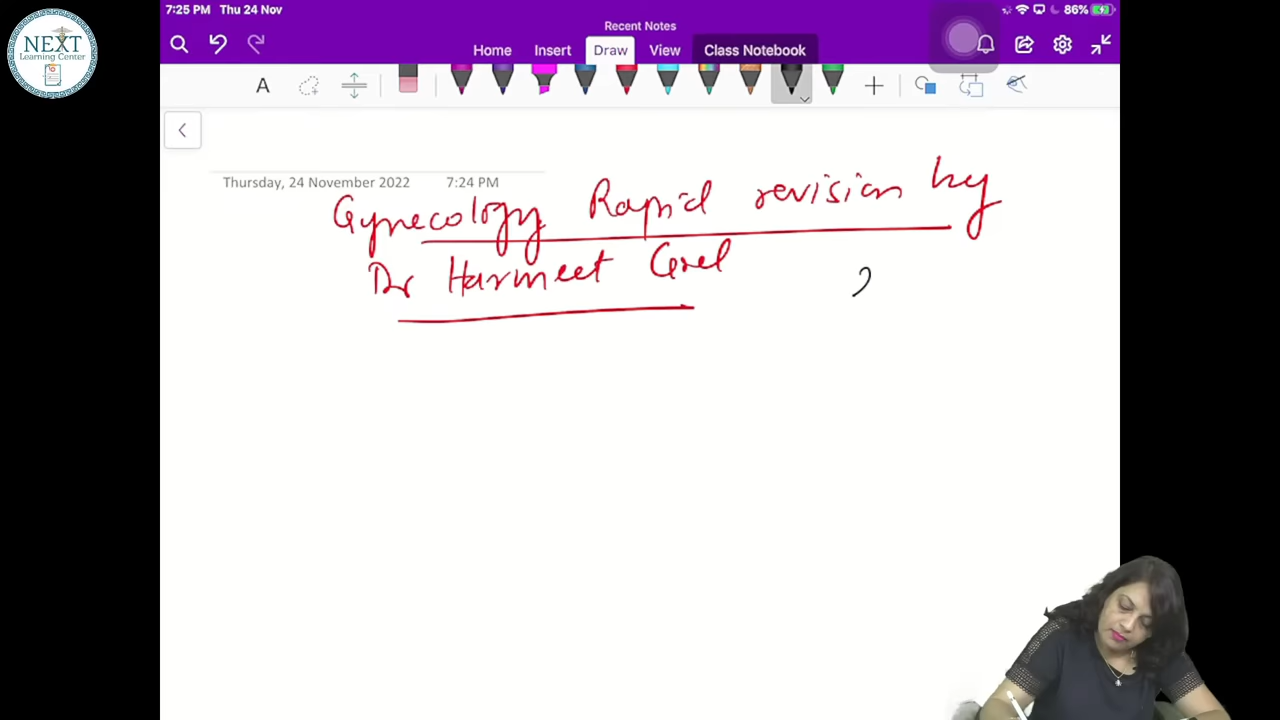 7:25 PM Thu 24 Nov
86%
NEXT
Learning Center
Recent Notes
Home Insert Draw View Class Notebook
A
Thursday, 24 November 2022 7:24 PM
Gynecology Rapid revision by
Dr Harmeet
2